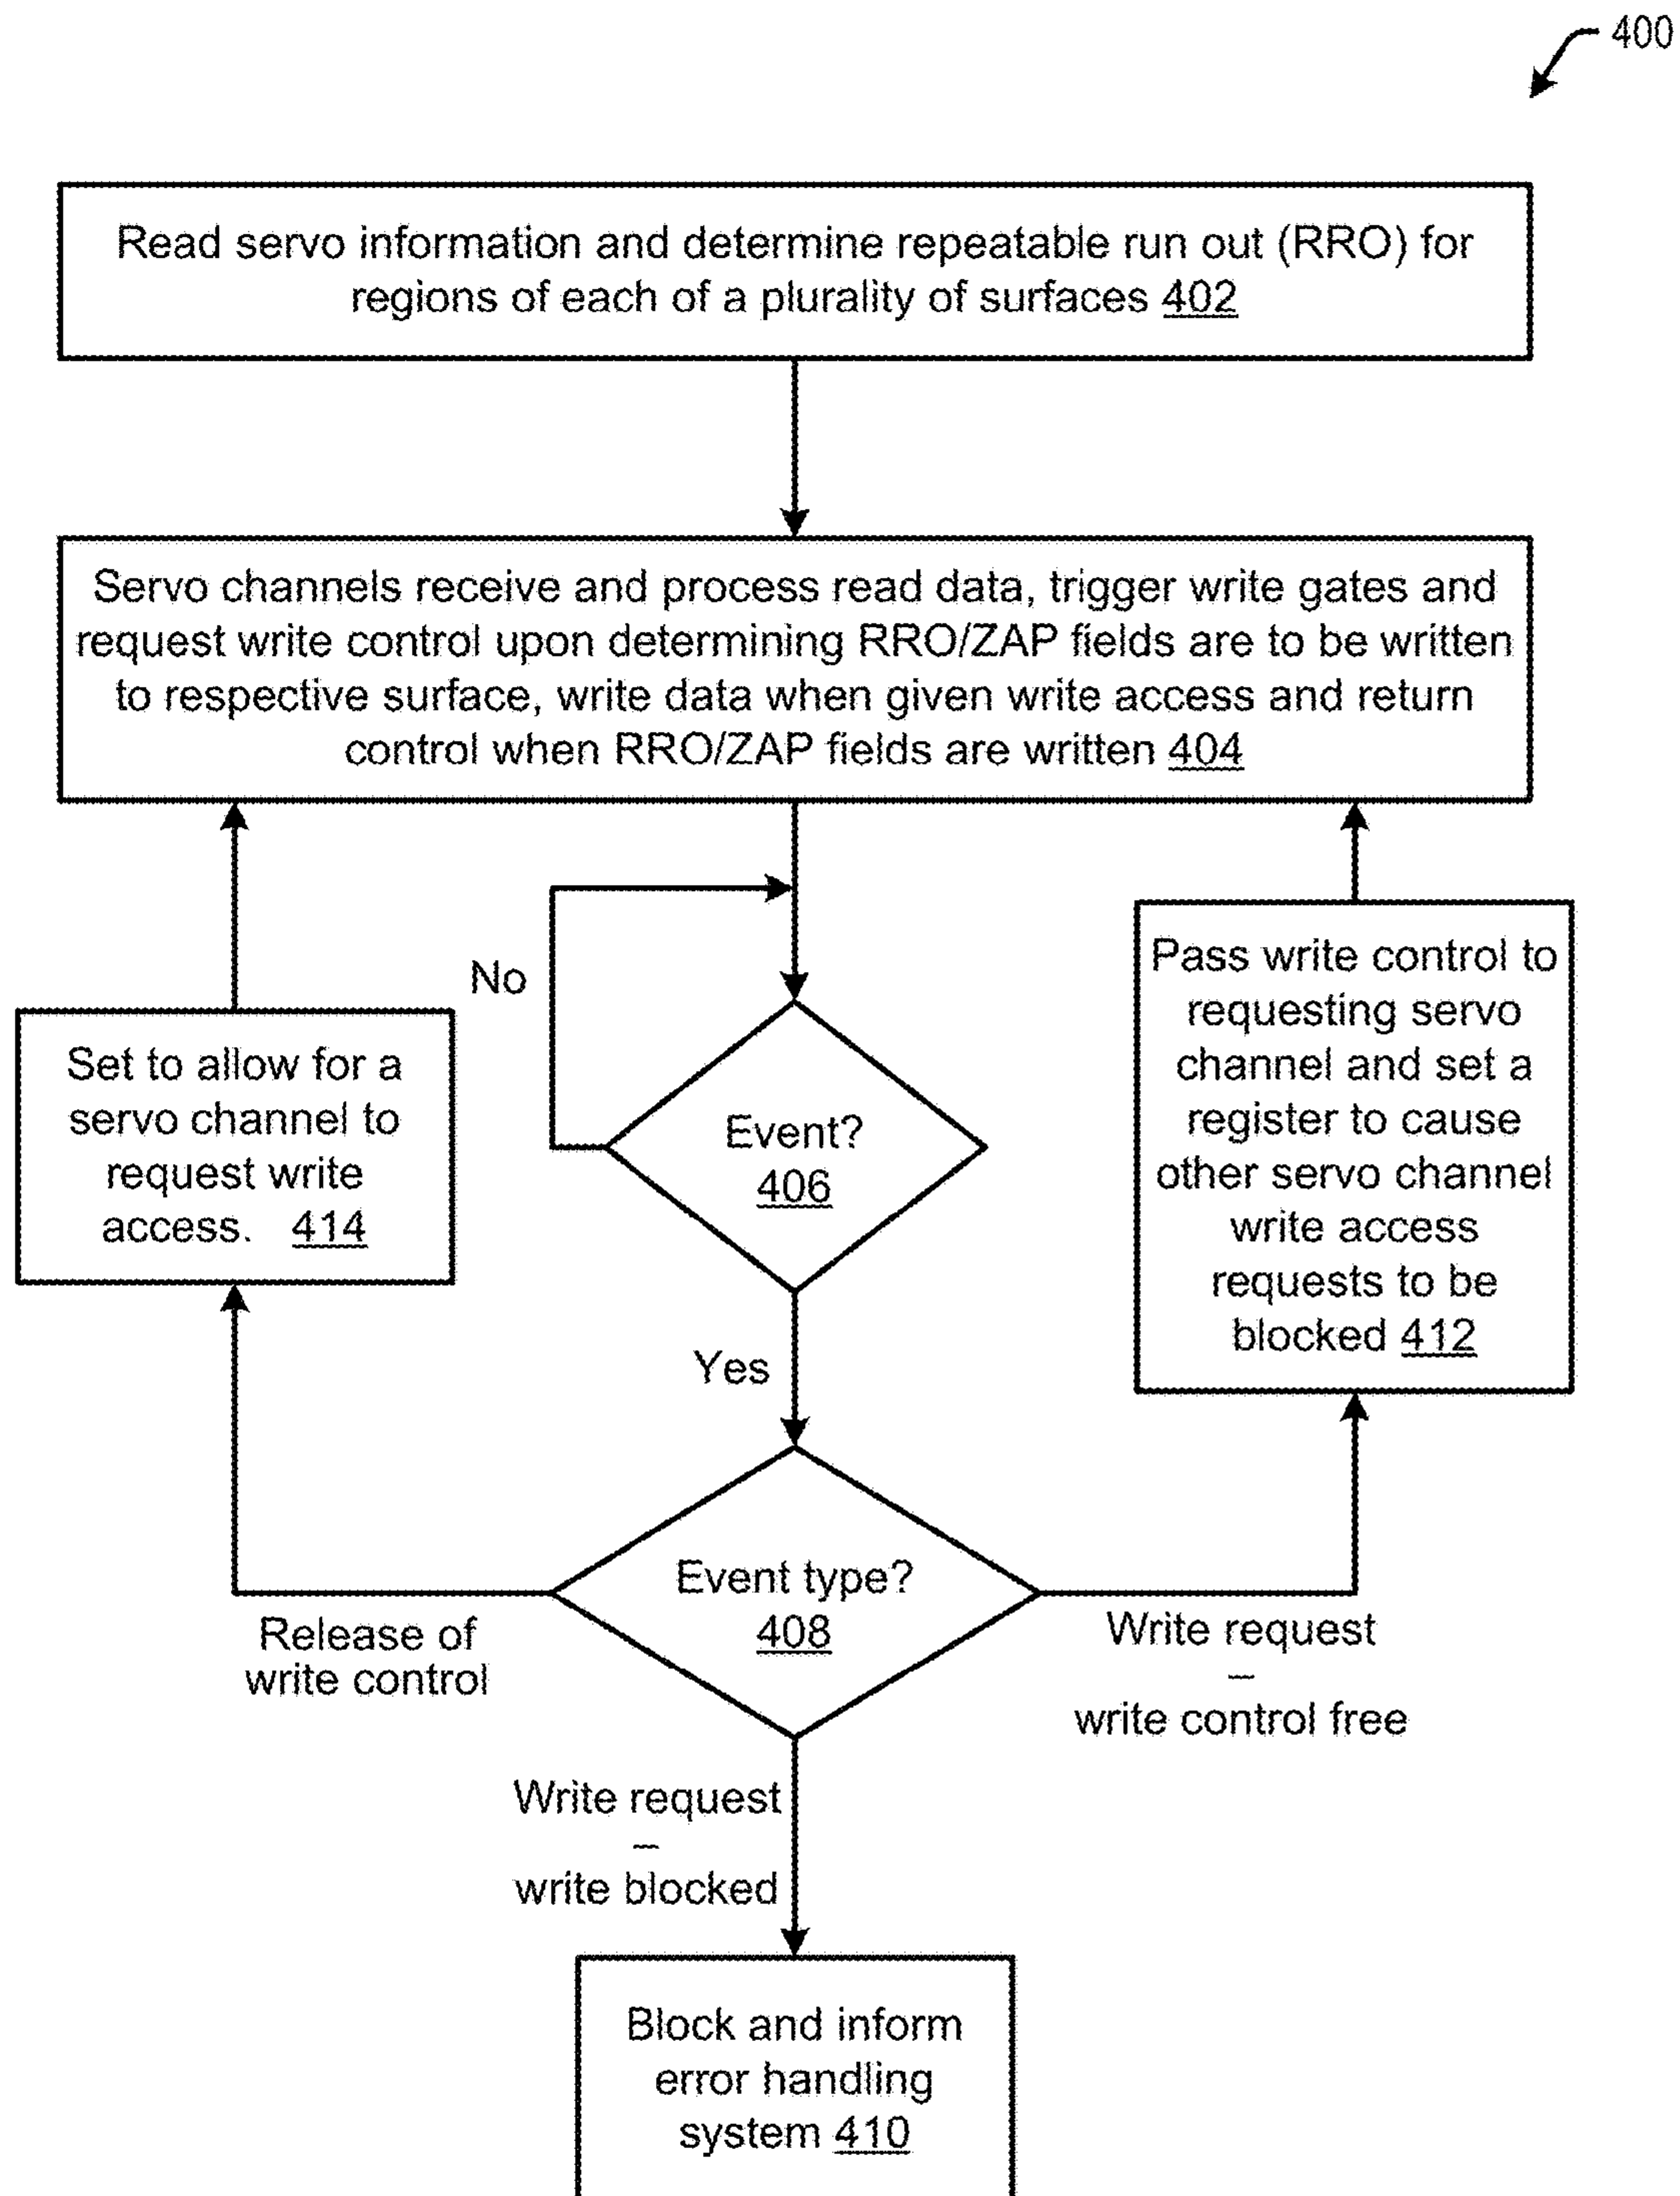 400
Read servo information and determine repeatable run out (RRO) for
regions of each of a plurality of surfaces 402
Servo channels receive and process read data, trigger write gates and
request write control upon determining RRO/ZAP fields are to be written
to respective surface, write data when given write access and return
control when RRO/ZAP fields are written 404
No
Set to allow for a
servo channel to
request write
access. 414
Event?
406
Pass write control to
requesting servo
channel and set a
register to cause
other servo channel
write access
requests to be
blocked 412
Yes
Event type?
408
Release of
write control
Write request
–
write control free
Write request
–
write blocked
Block and inform
error handling
system 410